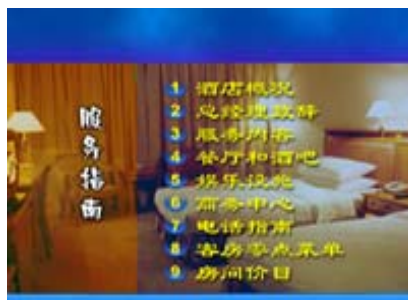 服务指南
1 酒店概况
2 总经理致辞
3 服务内容
4 餐厅和酒吧
5 娱乐设施
6 商务中心
7 电话指南
8 客房零点菜单
9 房间价目